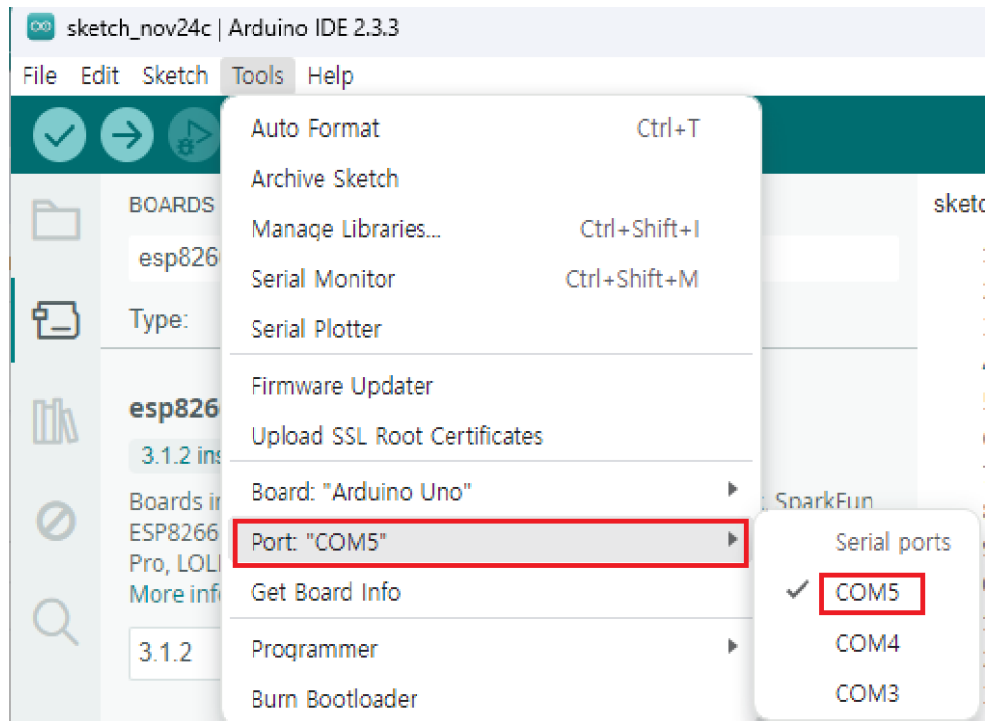 sketch_nov24c | Arduino IDE 2.3.3
File Edit Sketch Tools Help
Auto Format Ctrl+T
Archive Sketch
Manage Libraries... Ctrl+Shift+I
Serial Monitor Ctrl+Shift+M
Serial Plotter
Firmware Updater
Upload SSL Root Certificates
Board: "Arduino Uno"
Port: "COM5"
Get Board Info
Programmer
Burn Bootloader
Serial ports
COM5
COM4
COM3
BOARDS
esp826
Type:
esp826
3.1.2 ins
Boards in
SparkFun
ESP8266
Pro, LOLI
More info
3.1.2
sketc